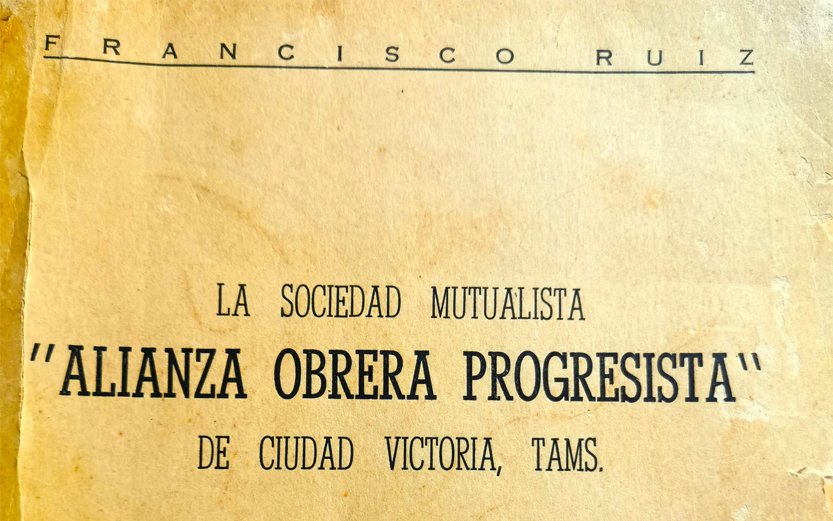 FRANCISCO RUIZ
LA SOCIEDAD MUTUALISTA
"ALIANZA OBRERA PROGRESISTA"
DE CIUDAD VICTORIA, TAMS.